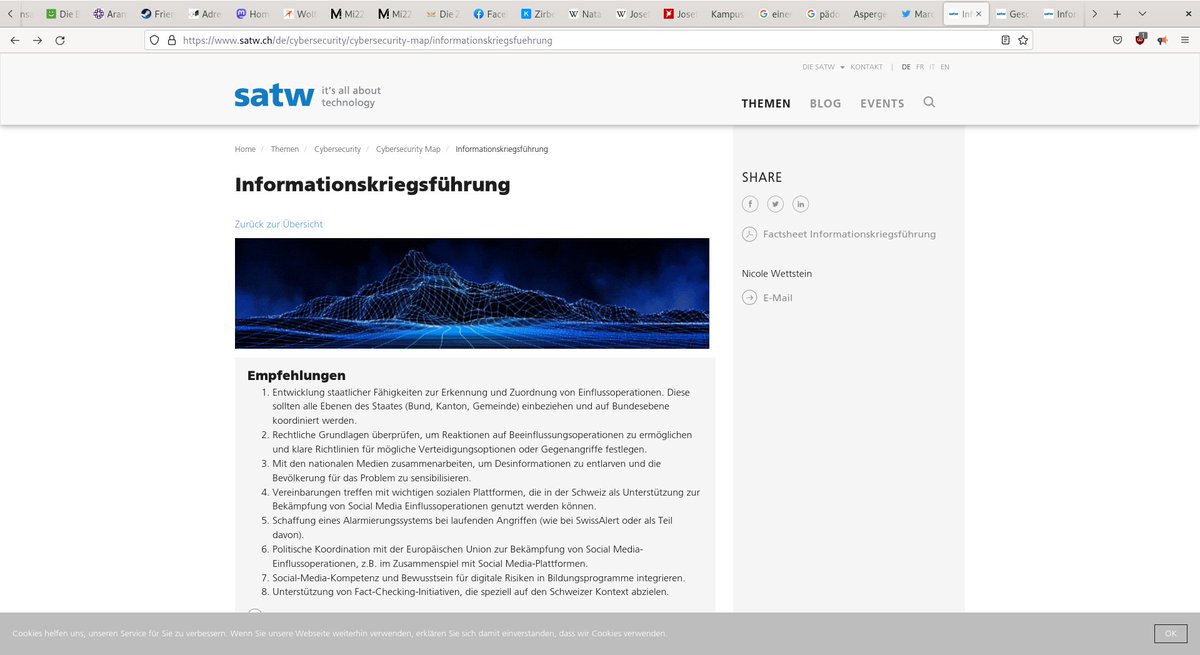 Die E
Aran
Frien
Adre
Hom
Wolf
Mi22
Mi22
Die Z
Face
Zirbe
Nata
Josef
Josef
Kampus
einer
pädo
Asperge
Marc
Inf
Gesc
Infor
https://www.satw.ch/de/cybersecurity/cybersecurity-map/informationskriegsfuehrung
DIE SATW KONTAKT | DE FR IT EN
satw it's all about
technology
THEMEN BLOG EVENTS
Home / Themen / Cybersecurity / Cybersecurity Map / Informationskriegsführung
Informationskriegsführung
Zurück zur Übersicht
Empfehlungen
1. Entwicklung staatlicher Fähigkeiten zur Erkennung und Zuordnung von Einflussoperationen. Diese
sollten alle Ebenen des Staates (Bund, Kanton, Gemeinde) einbeziehen und auf Bundesebene
koordiniert werden.
2. Rechtliche Grundlagen überprüfen, um Reaktionen auf Beeinflussungsoperationen zu ermöglichen
und klare Richtlinien für mögliche Verteidigungsoptionen oder Gegenangriffe festlegen.
3. Mit den nationalen Medien zusammenarbeiten, um Desinformationen zu entlarven und die
Bevölkerung für das Problem zu sensibilisieren.
4. Vereinbarungen treffen mit wichtigen sozialen Plattformen, die in der Schweiz als Unterstützung zur
Bekämpfung von Social Media Einflussoperationen genutzt werden können.
5. Schaffung eines Alarmierungssystems bei laufenden Angriffen (wie bei SwissAlert oder als Teil
davon).
6. Politische Koordination mit der Europäischen Union zur Bekämpfung von Social Media-
Einflussoperationen, z.B. im Zusammenspiel mit Social Media-Plattformen.
7. Social-Media-Kompetenz und Bewusstsein für digitale Risiken in Bildungsprogramme integrieren.
8. Unterstützung von Fact-Checking-Initiativen, die speziell auf den Schweizer Kontext abzielen.
SHARE
Factsheet Informationskriegsführung
Nicole Wettstein
E-Mail
Cookies helfen uns, unseren Service für Sie zu verbessern. Wenn Sie unsere Webseite weiterhin verwenden, erklären Sie sich damit einverstanden, dass wir Cookies verwenden.
OK